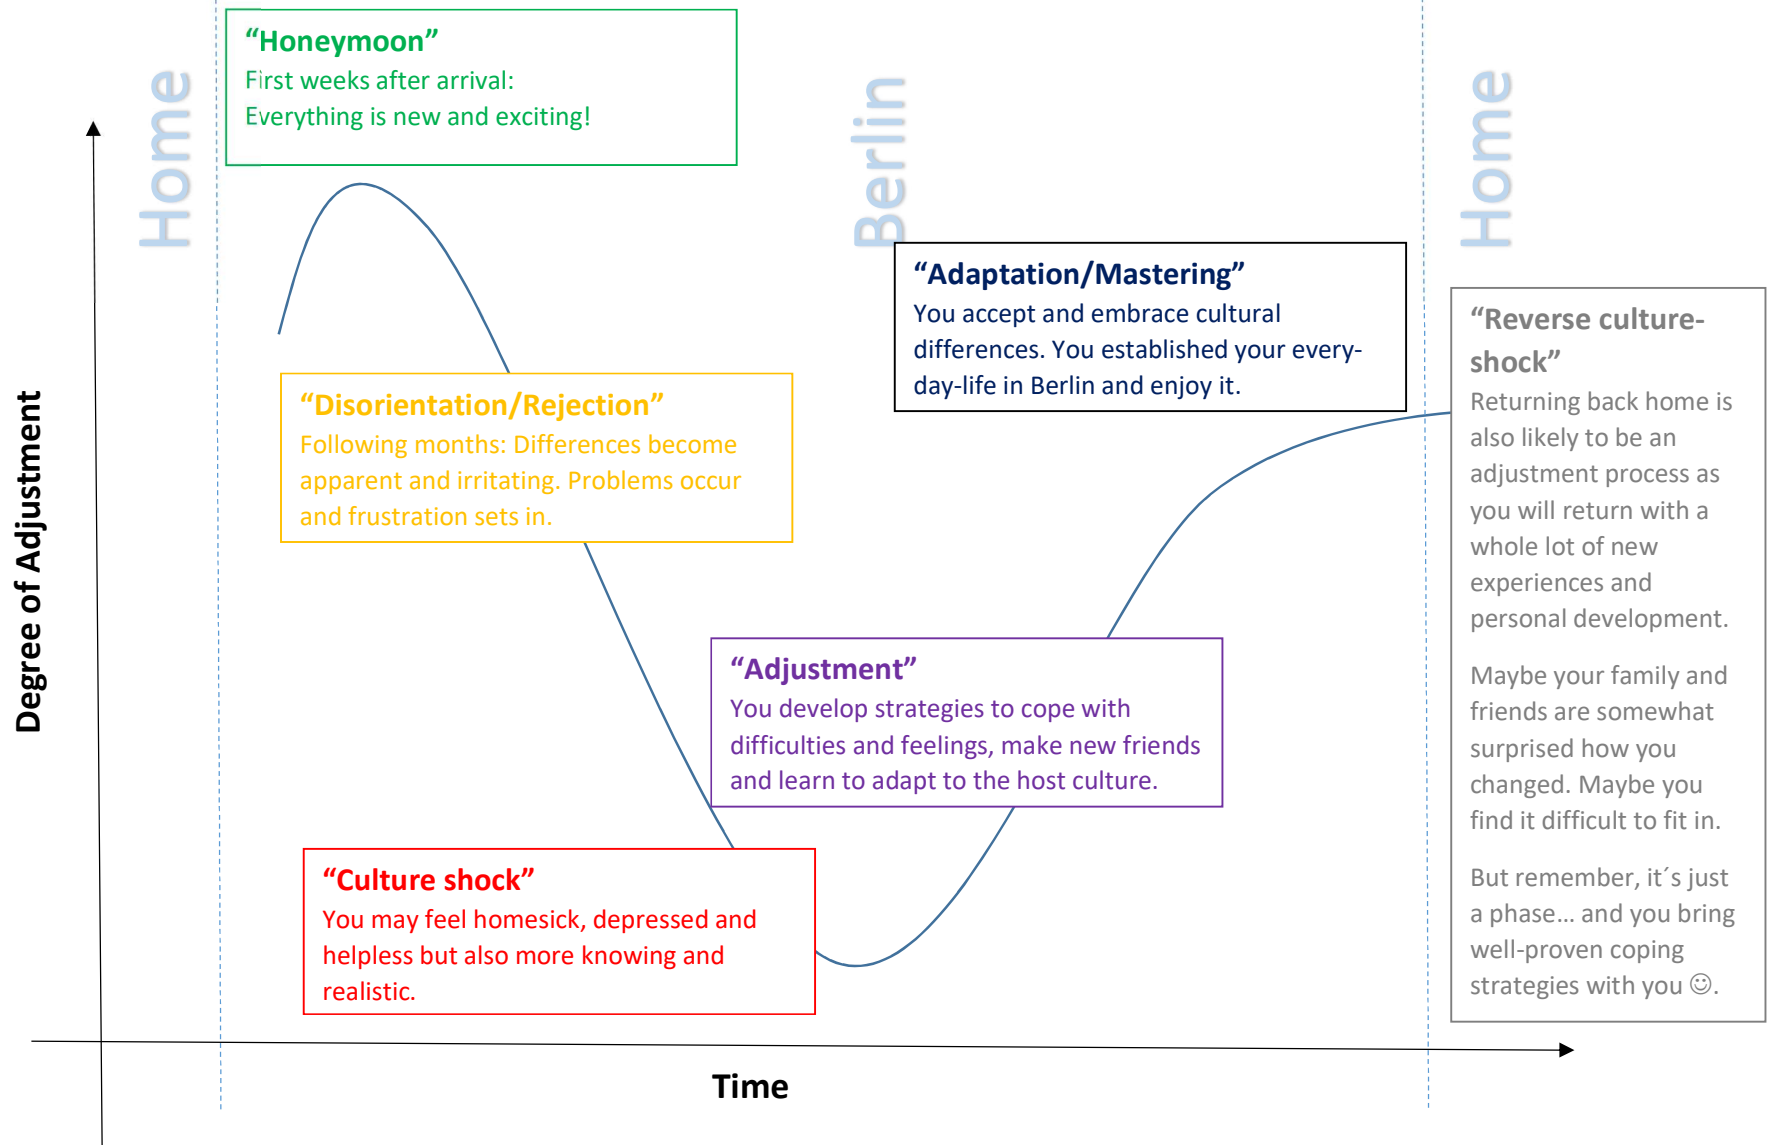 Home
Berlin
Home
“Honeymoon”
First weeks after arrival:
Everything is new and exciting!
“Disorientation/Rejection”
Following months: Differences become
apparent and irritating. Problems occur
and frustration sets in.
“Culture shock”
You may feel homesick, depressed and
helpless but also more knowing and
realistic.
“Adjustment”
You develop strategies to cope with
difficulties and feelings, make new friends
and learn to adapt to the host culture.
“Adaptation/Mastering”
You accept and embrace cultural
differences. You established your every-
day-life in Berlin and enjoy it.
“Reverse culture-
shock”
Returning back home is
also likely to be an
adjustment process as
you will return with a
whole lot of new
experiences and
personal development.
Maybe your family and
friends are somewhat
surprised how you
changed. Maybe you
find it difficult to fit in.
But remember, it´s just
a phase… and you bring
well-proven coping
strategies with you ☺.
Degree of Adjustment
Time